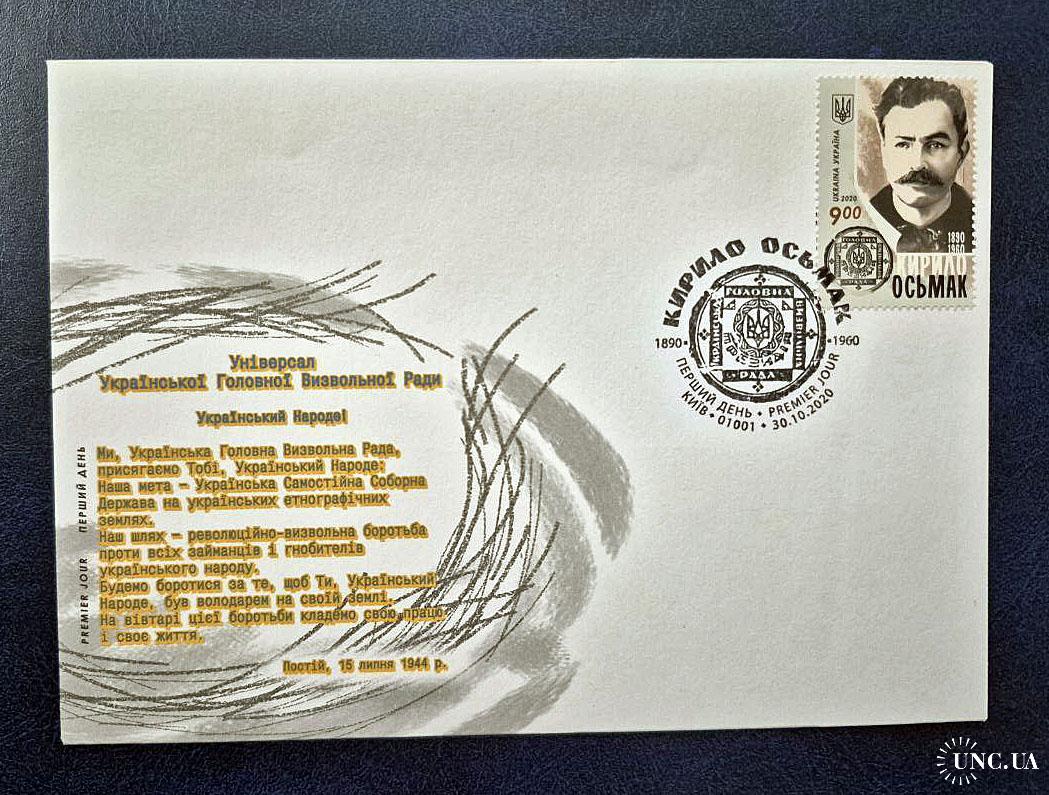 UKRAINA УКРАЇНА
2020
9 00
1890
1960
КИРИЛО
ОСЬМАК
КИРИЛО ОСЬМАК
1890 • • 1960
ГОЛОВНА
УКРАЇНСЬКА
ВИЗВОЛЬНА
РАДА
ПЕРШИЙ ДЕНЬ • PREMIER JOUR
КИЇВ • 01001 • 30.10.2020
Універсал
Української Головної Визвольної Ради
Український Народе!
Ми, Українська Головна Визвольна Рада,
присягаємо Тобі, Український Народе:
Наша мета – Українська Самостійна Соборна
Держава на українських етнографічних
землях.
Наш шлях – революційно-визвольна боротьба
проти всіх займанців і гнобителів
українського народу.
Будемо боротися за те, щоб Ти, Український
Народе, був володарем на своїй землі.
На вівтарі цієї боротьби кладемо свою працю
і своє життя.
Постій, 15 липня 1944 р.
PREMIER JOUR ПЕРШИЙ ДЕНЬ
UNC.UA